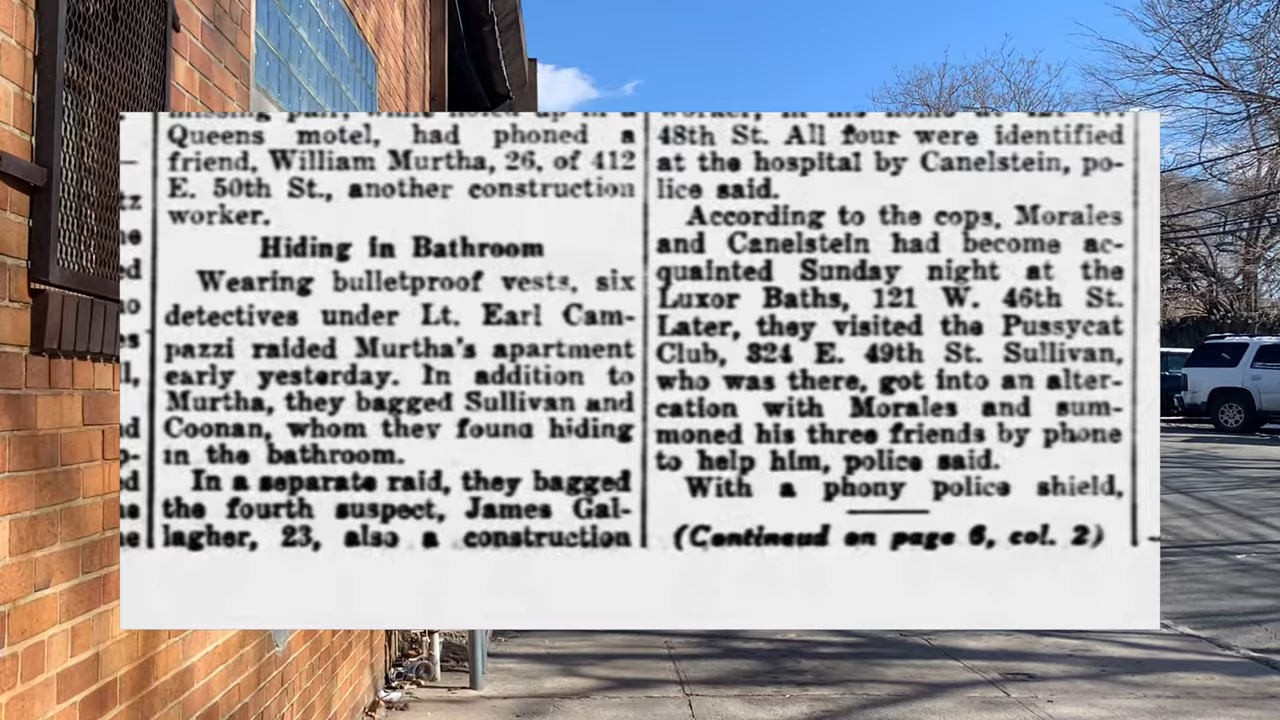 Queens motel, had phoned a
friend, William Murtha, 26, of 412
E. 50th St., another construction
worker.
Hiding in Bathroom
Wearing bulletproof vests, six
detectives under Lt. Earl Cam-
pazzi raided Murtha's apartment
early yesterday. In addition to
Murtha, they bagged Sullivan and
Coonan, whom they found hiding
in the bathroom.
In a separate raid, they bagged
the fourth suspect, James Gal-
lagher, 23, also a construction
48th St. All four were identified
at the hospital by Canelstein, po-
lice said.
According to the cops, Morales
and Canelstein had become ac-
quainted Sunday night at the
Luxor Baths, 121 W. 46th St.
Later, they visited the Pussycat
Club, 324 E. 49th St. Sullivan,
who was there, got into an alter-
cation with Morales and sum-
moned his three friends by phone
to help him, police said.
With a phony police shield,
(Continued on page 6, col. 2)